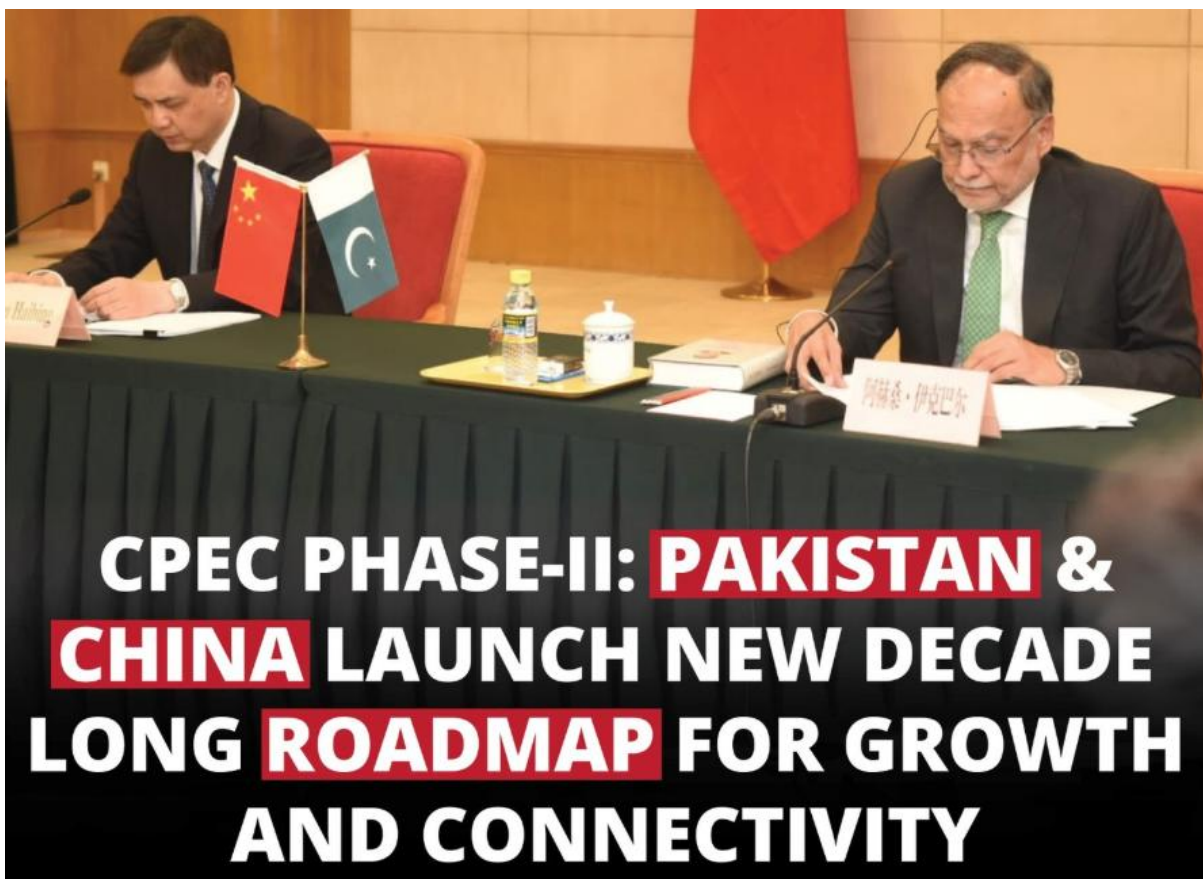 Haibing
阿赫桑·伊克巴尔
CPEC PHASE-II: PAKISTAN &
CHINA LAUNCH NEW DECADE
LONG ROADMAP FOR GROWTH
AND CONNECTIVITY